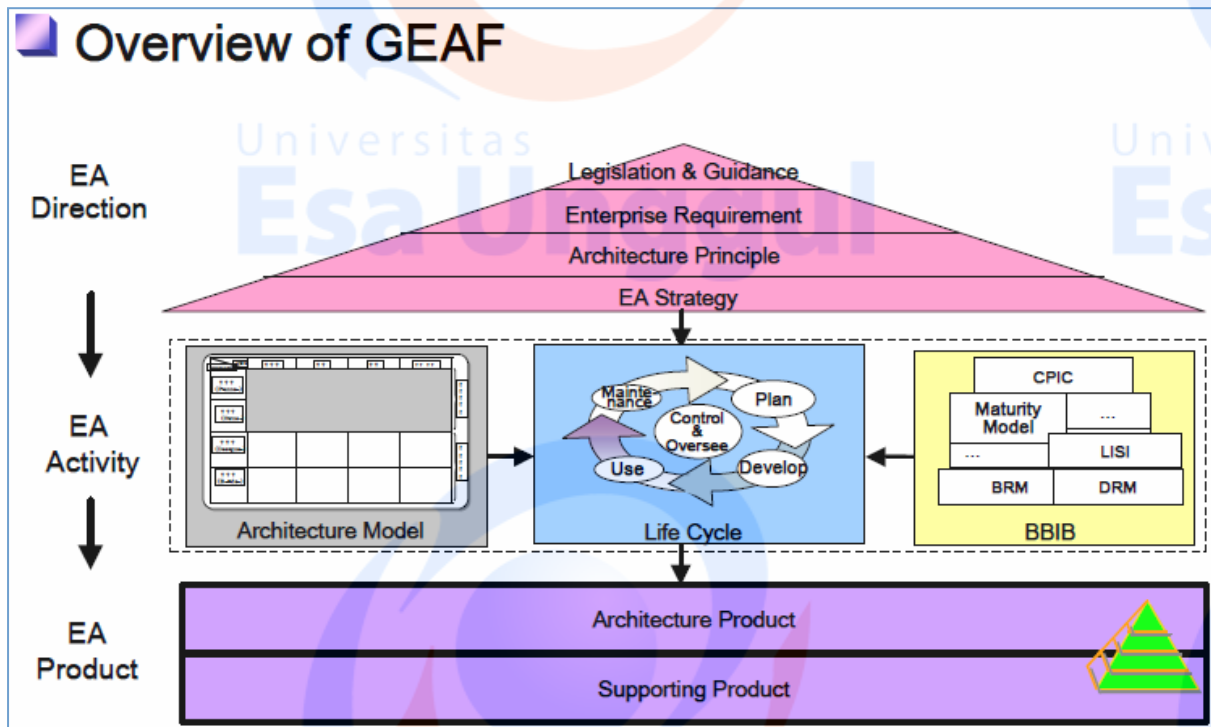 Overview of GEAF
Universitas
Esa Unggul
Univ
Es
EA
Direction
Legislation & Guidance
Enterprise Requirement
Architecture Principle
EA Strategy
EA
Activity
Architecture Model
Mainte-
nance
Plan
Control
&
Oversee
Use
Develop
Life Cycle
CPIC
Maturity
Model
...
...
LISI
BRM
DRM
BBIB
EA
Product
Architecture Product
Supporting Product